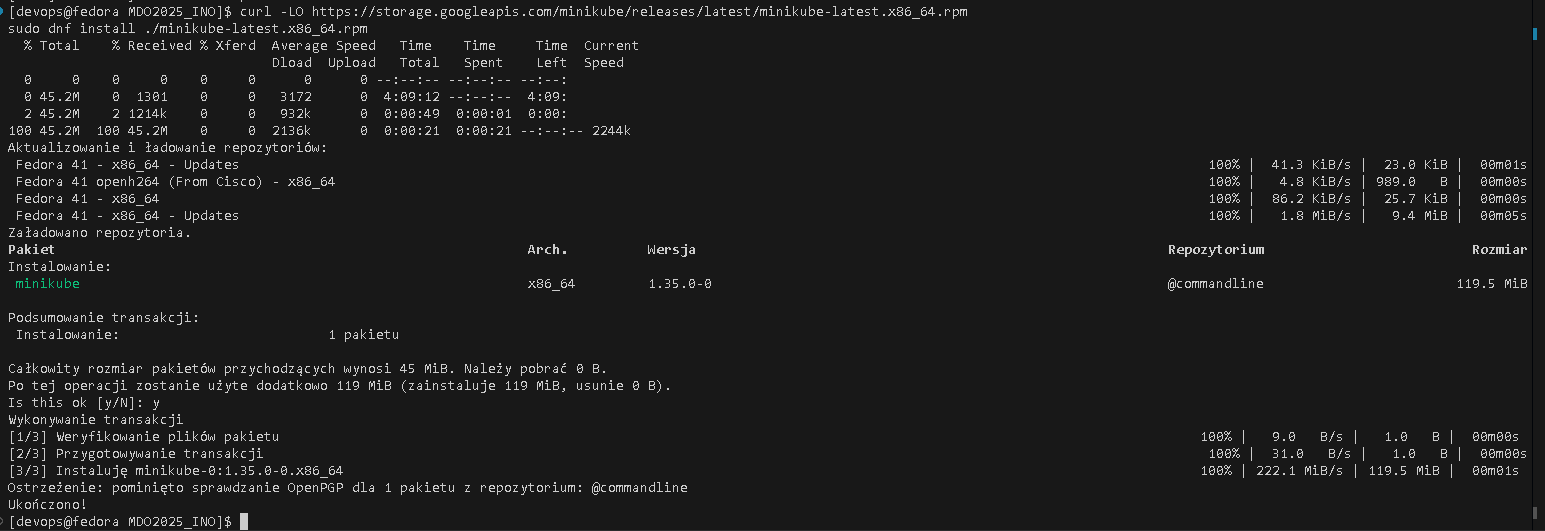 [devops@fedora MDO2025_INO]$ curl -LO https://storage.googleapis.com/minikube/releases/latest/minikube-latest.x86_64.rpm
sudo dnf install ./minikube-latest.x86_64.rpm
  % Total    % Received % Xferd  Average Speed   Time    Time     Time  Current
                                 Dload  Upload   Total   Spent    Left  Speed
  0     0    0     0    0     0      0      0 --:--:-- --:--:-- --:--:
  0 45.2M    0  1301    0     0   3172      0  4:09:12 --:--:--  4:09:
  2 45.2M    2 1214k    0     0   932k      0  0:00:49  0:00:01  0:00:
100 45.2M  100 45.2M    0     0  2136k      0  0:00:21  0:00:21 --:--:-- 2244k
Aktualizowanie i ładowanie repozytoriów:
 Fedora 41 - x86_64 - Updates 100% |  41.3 KiB/s |  23.0 KiB |  00m01s
 Fedora 41 openh264 (From Cisco) - x86_64 100% |   4.8 KiB/s | 989.0   B |  00m00s
 Fedora 41 - x86_64 100% |  86.2 KiB/s |  25.7 KiB |  00m00s
 Fedora 41 - x86_64 - Updates 100% |   1.8 MiB/s |   9.4 MiB |  00m05s
Załadowano repozytoria.
Pakiet Arch. Wersja Repozytorium Rozmiar
Instalowanie:
 minikube x86_64 1.35.0-0 @commandline 119.5 MiB
Podsumowanie transakcji:
 Instalowanie: 1 pakietu
Całkowity rozmiar pakietów przychodzących wynosi 45 MiB. Należy pobrać 0 B.
Po tej operacji zostanie użyte dodatkowo 119 MiB (zainstaluje 119 MiB, usunie 0 B).
Is this ok [y/N]: y
Wykonywanie transakcji
[1/3] Weryfikowanie plików pakietu 100% |   9.0   B/s |   1.0   B |  00m00s
[2/3] Przygotowywanie transakcji 100% |  31.0   B/s |   1.0   B |  00m00s
[3/3] Instaluję minikube-0:1.35.0-0.x86_64 100% | 222.1 MiB/s | 119.5 MiB |  00m01s
Ostrzeżenie: pominięto sprawdzanie OpenPGP dla 1 pakietu z repozytorium: @commandline
Ukończono!
[devops@fedora MDO2025_INO]$